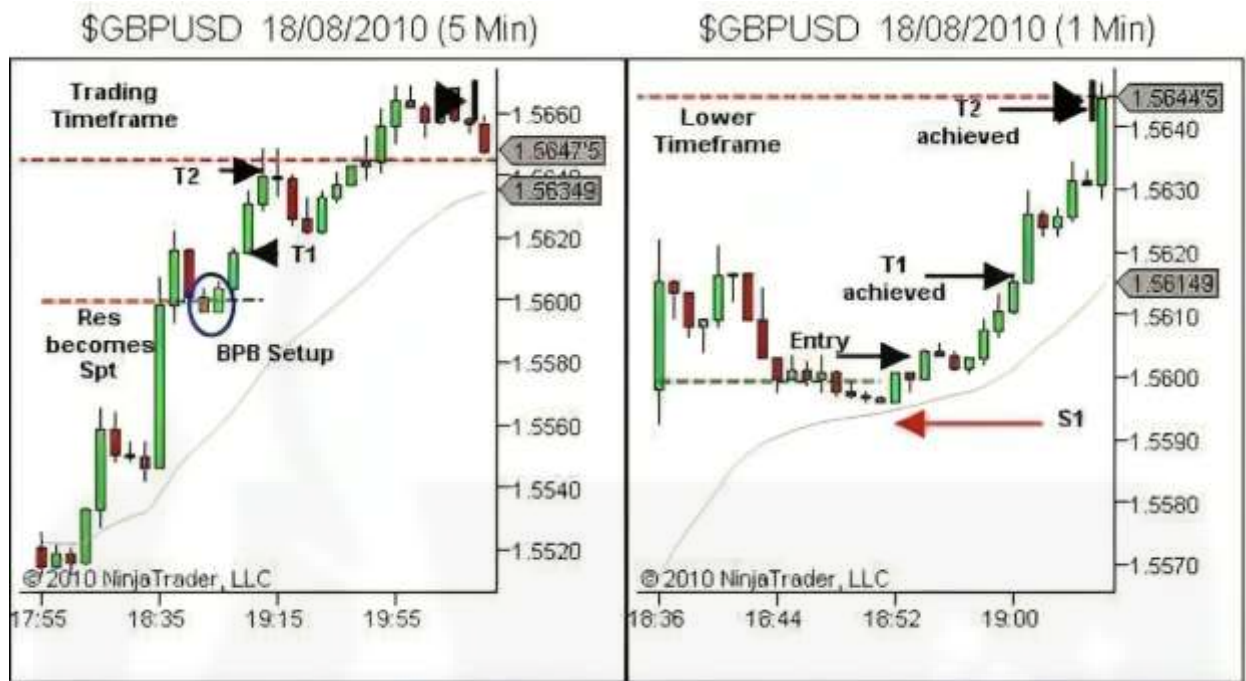 $GBPUSD 18/08/2010 (5 Min)
Trading
Timeframe
T2
T1
Res
becomes
Spt
BPB Setup
1.5660
1.5647'5
1.56349
1.5620
1.5600
1.5580
1.5560
1.5540
1.5520
© 2010 NinjaTrader, LLC
17:55
18:35
19:15
19:55
$GBPUSD 18/08/2010 (1 Min)
Lower
Timeframe
T2
achieved
T1
achieved
Entry
S1
1.5644'5
1.5640
1.5630
1.5620
1.56149
1.5610
1.5600
1.5590
1.5580
1.5570
© 2010 NinjaTrader, LLC
18:36
18:44
18:52
19:00